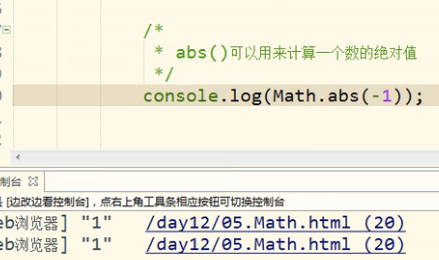 /*
* abs()可以用来计算一个数的绝对值
*/
console.log(Math.abs(-1));
制台
[边改边看控制台]，点右上角工具条相应按钮可切换控制台
eb浏览器] "1" /day12/05.Math.html (20)
eb浏览器] "1" /day12/05.Math.html (20)